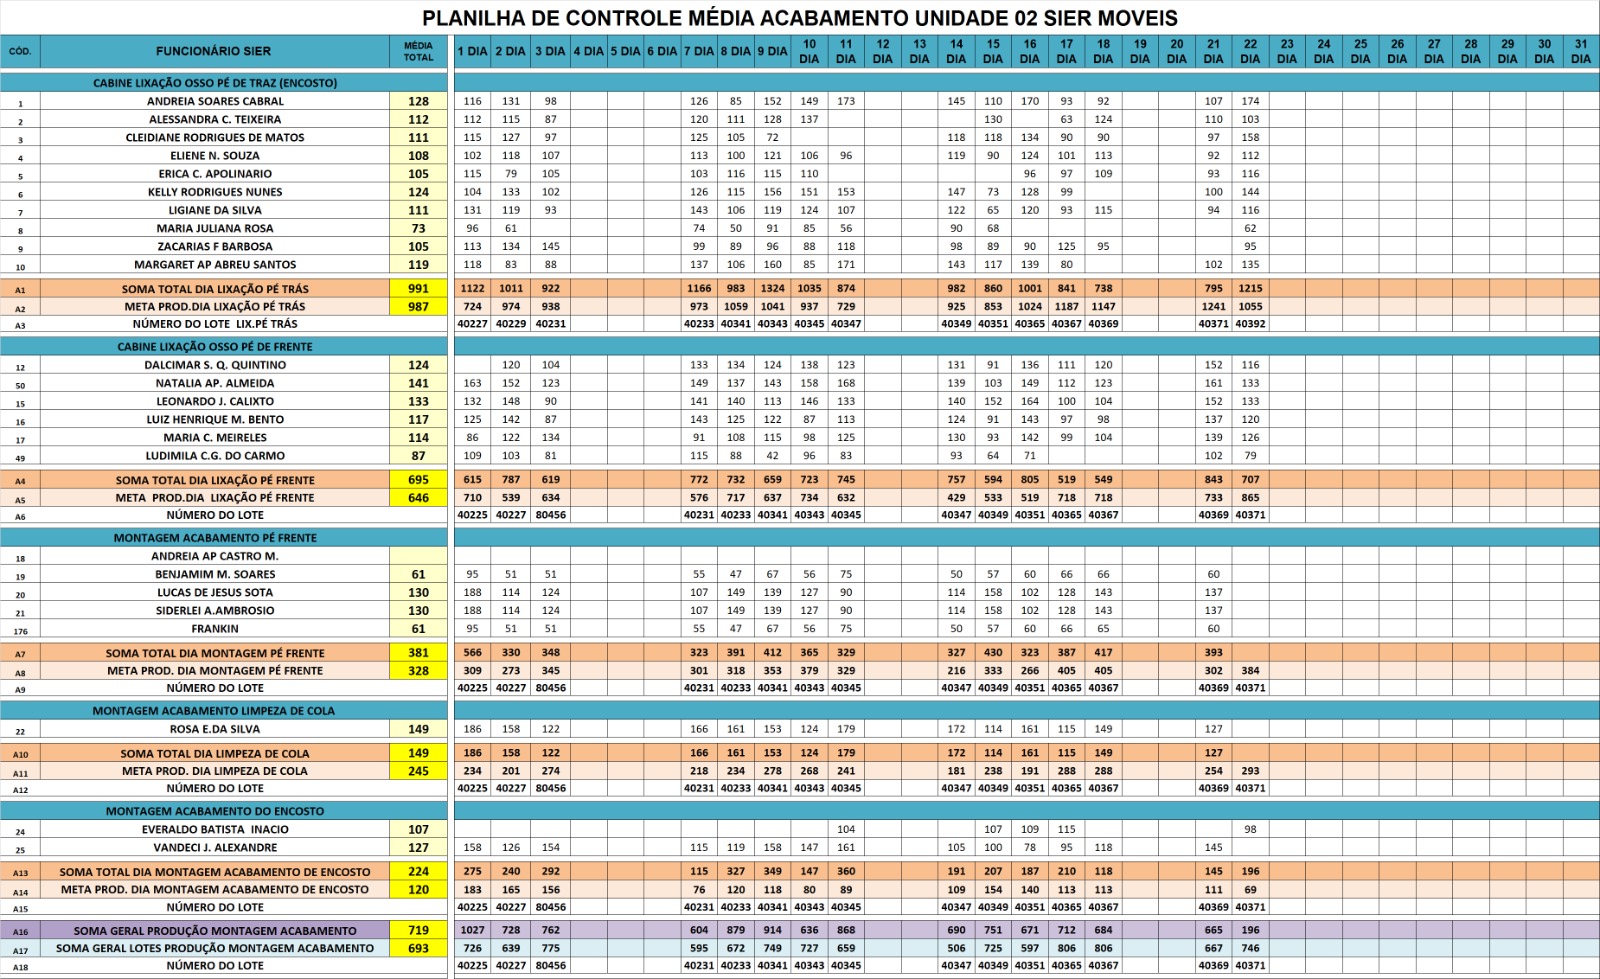 PLANILHA DE CONTROLE MÉDIA ACABAMENTO UNIDADE 02 SIER MOVEIS
CÓD. FUNCIONÁRIO SIER MÉDIA TOTAL 1 DIA 2 DIA 3 DIA 4 DIA 5 DIA 6 DIA 7 DIA 8 DIA 9 DIA 10 DIA 11 DIA 12 DIA 13 DIA 14 DIA 15 DIA 16 DIA 17 DIA 18 DIA 19 DIA 20 DIA 21 DIA 22 DIA 23 DIA 24 DIA 25 DIA 26 DIA 27 DIA 28 DIA 29 DIA 30 DIA 31 DIA
CABINE LIXAÇÃO OSSO PÉ DE TRAZ (ENCOSTO)
1 ANDREIA SOARES CABRAL 128 116 131 98 126 85 152 149 173 145 110 170 93 92 107 174
2 ALESSANDRA C. TEIXEIRA 112 112 115 87 120 111 128 137 130 63 124 110 103
3 CLEIDIANE RODRIGUES DE MATOS 111 115 127 97 125 105 72 118 118 134 90 90 97 158
4 ELIENE N. SOUZA 108 102 118 107 113 100 121 106 96 119 90 124 101 113 92 112
5 ERICA C. APOLINARIO 105 115 79 105 103 116 115 110 96 97 109 93 116
6 KELLY RODRIGUES NUNES 124 104 133 102 126 115 156 151 153 147 73 128 99 100 144
7 LIGIANE DA SILVA 111 131 119 93 143 106 119 124 107 122 65 120 93 115 94 116
8 MARIA JULIANA ROSA 73 96 61 74 50 91 85 56 90 68 62
9 ZACARIAS F BARBOSA 105 113 134 145 99 89 96 88 118 98 89 90 125 95 95
10 MARGARET AP ABREU SANTOS 119 118 83 88 137 106 160 85 171 143 117 139 80 102 135
A1 SOMA TOTAL DIA LIXAÇÃO PÉ TRÁS 991 1122 1011 922 1166 983 1324 1035 874 982 860 1001 841 738 795 1215
A2 META PROD.DIA LIXAÇÃO PÉ TRÁS 987 724 974 938 973 1059 1041 937 729 925 853 1024 1187 1147 1241 1055
A3 NÚMERO DO LOTE LIX.PÉ TRÁS 40227 40229 40231 40233 40341 40343 40345 40347 40349 40351 40365 40367 40369 40371 40392
CABINE LIXAÇÃO OSSO PÉ DE FRENTE
12 DALCIMAR S. Q. QUINTINO 124 120 104 133 134 124 138 123 131 91 136 111 120 152 116
50 NATALIA AP. ALMEIDA 141 163 152 123 149 137 143 158 168 139 103 149 112 123 161 133
15 LEONARDO J. CALIXTO 133 132 148 90 141 140 113 146 133 140 152 164 100 104 152 133
16 LUIZ HENRIQUE M. BENTO 117 125 142 87 143 125 122 87 113 124 91 143 97 98 137 120
17 MARIA C. MEIRELES 114 86 122 134 91 108 115 98 125 130 93 142 99 104 139 126
49 LUDIMILA C.G. DO CARMO 87 109 103 81 115 88 42 96 83 93 64 71 102 79
A4 SOMA TOTAL DIA LIXAÇÃO PÉ FRENTE 695 615 787 619 772 732 659 723 745 757 594 805 519 549 843 707
A5 META PROD.DIA LIXAÇÃO PÉ FRENTE 646 710 539 634 576 717 637 734 632 429 533 519 718 718 733 865
A6 NÚMERO DO LOTE 40225 40227 80456 40231 40233 40341 40343 40345 40347 40349 40351 40365 40367 40369 40371
MONTAGEM ACABAMENTO PÉ FRENTE
18 ANDREIA AP CASTRO M.
19 BENJAMIM M. SOARES 61 95 51 51 55 47 67 56 75 50 57 60 66 66 60
20 LUCAS DE JESUS SOTA 130 188 114 124 107 149 139 127 90 114 158 102 128 143 137
21 SIDERLEI A.AMBROSIO 130 188 114 124 107 149 139 127 90 114 158 102 128 143 137
176 FRANKIN 61 95 51 51 55 47 67 56 75 50 57 60 66 65 60
A7 SOMA TOTAL DIA MONTAGEM PÉ FRENTE 381 566 330 348 323 391 412 365 329 327 430 323 387 417 393
A8 META PROD. DIA MONTAGEM PÉ FRENTE 328 309 273 345 301 318 353 379 329 216 333 266 405 405 302 384
A9 NÚMERO DO LOTE 40225 40227 80456 40231 40233 40341 40343 40345 40347 40349 40351 40365 40367 40369 40371
MONTAGEM ACABAMENTO LIMPEZA DE COLA
22 ROSA E.DA SILVA 149 186 158 122 166 161 153 124 179 172 114 161 115 149 127
A10 SOMA TOTAL DIA LIMPEZA DE COLA 149 186 158 122 166 161 153 124 179 172 114 161 115 149 127
A11 META PROD. DIA LIMPEZA DE COLA 245 234 201 274 218 234 278 268 241 181 238 191 288 288 254 293
A12 NÚMERO DO LOTE 40225 40227 80456 40231 40233 40341 40343 40345 40347 40349 40351 40365 40367 40369 40371
MONTAGEM ACABAMENTO DO ENCOSTO
24 EVERALDO BATISTA INACIO 107 104 107 109 115 98
25 VANDECI J. ALEXANDRE 127 158 126 154 115 119 158 147 161 105 100 78 95 118 145
A13 SOMA TOTAL DIA MONTAGEM ACABAMENTO DE ENCOSTO 224 275 240 292 115 327 349 147 360 191 207 187 210 118 145 196
A14 META PROD. DIA MONTAGEM ACABAMENTO DE ENCOSTO 120 183 165 156 76 120 118 80 89 109 154 140 113 113 111 69
A15 NÚMERO DO LOTE 40225 40227 80456 40231 40233 40341 40343 40345 40347 40349 40351 40365 40367 40369 40371
A16 SOMA GERAL PRODUÇÃO MONTAGEM ACABAMENTO 719 1027 728 762 604 879 914 636 868 690 751 671 712 684 665 196
A17 SOMA GERAL LOTES PRODUÇÃO MONTAGEM ACABAMENTO 693 726 639 775 595 672 749 727 659 506 725 597 806 806 667 746
A18 NÚMERO DO LOTE 40225 40227 80456 40231 40233 40341 40343 40345 40347 40349 40351 40365 40367 40369 40371